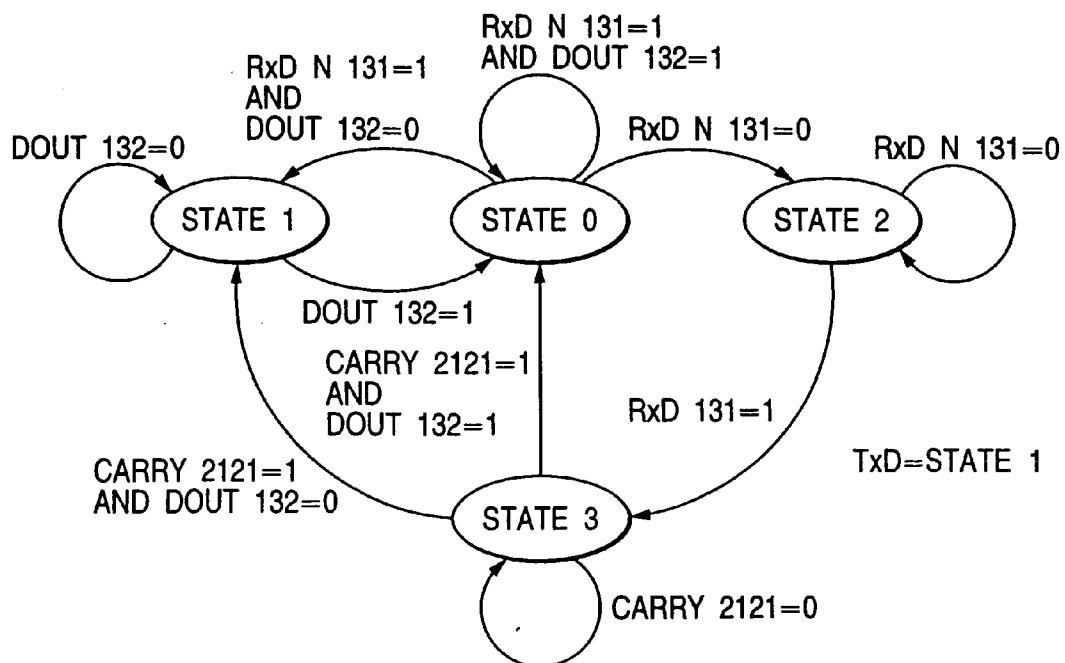 RxD N 131=1
AND DOUT 132=1
RxD N 131=1
AND
DOUT 132=0
DOUT 132=0
RxD N 131=0
RxD N 131=0
STATE 1
STATE 0
STATE 2
DOUT 132=1
CARRY 2121=1
AND
DOUT 132=1
RxD 131=1
CARRY 2121=1
AND DOUT 132=0
TxD=STATE 1
STATE 3
CARRY 2121=0